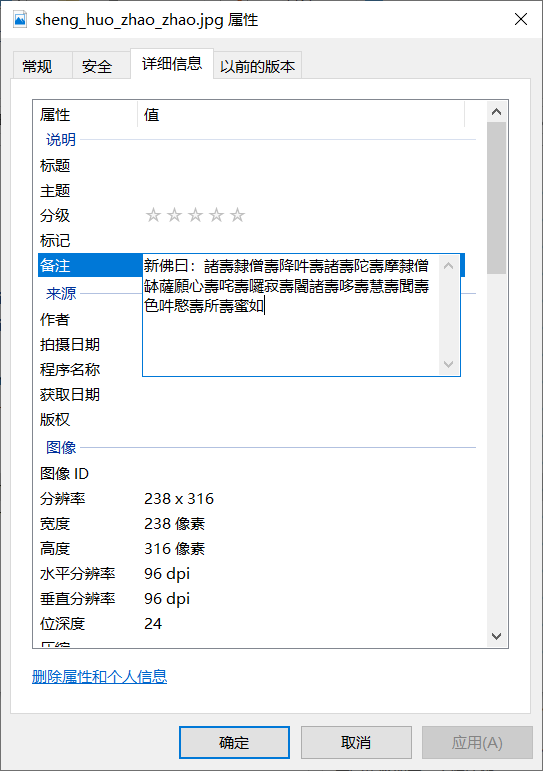 sheng_huo_zhao_zhao.jpg 属性
常规 安全 详细信息 以前的版本
属性 值
说明
标题
主题
分级 ☆☆☆☆☆
标记
备注 新佛曰：諸壽隸僧壽降吽壽諸壽陀壽摩隸僧
缽薩願心壽咤壽囉寂壽闍諸壽哆壽慧壽聞壽
色吽愍壽所壽蜜如
来源
作者
拍摄日期
程序名称
获取日期
版权
图像
图像 ID
分辨率 238 x 316
宽度 238 像素
高度 316 像素
水平分辨率 96 dpi
垂直分辨率 96 dpi
位深度 24
删除属性和个人信息
确定 取消 应用(A)